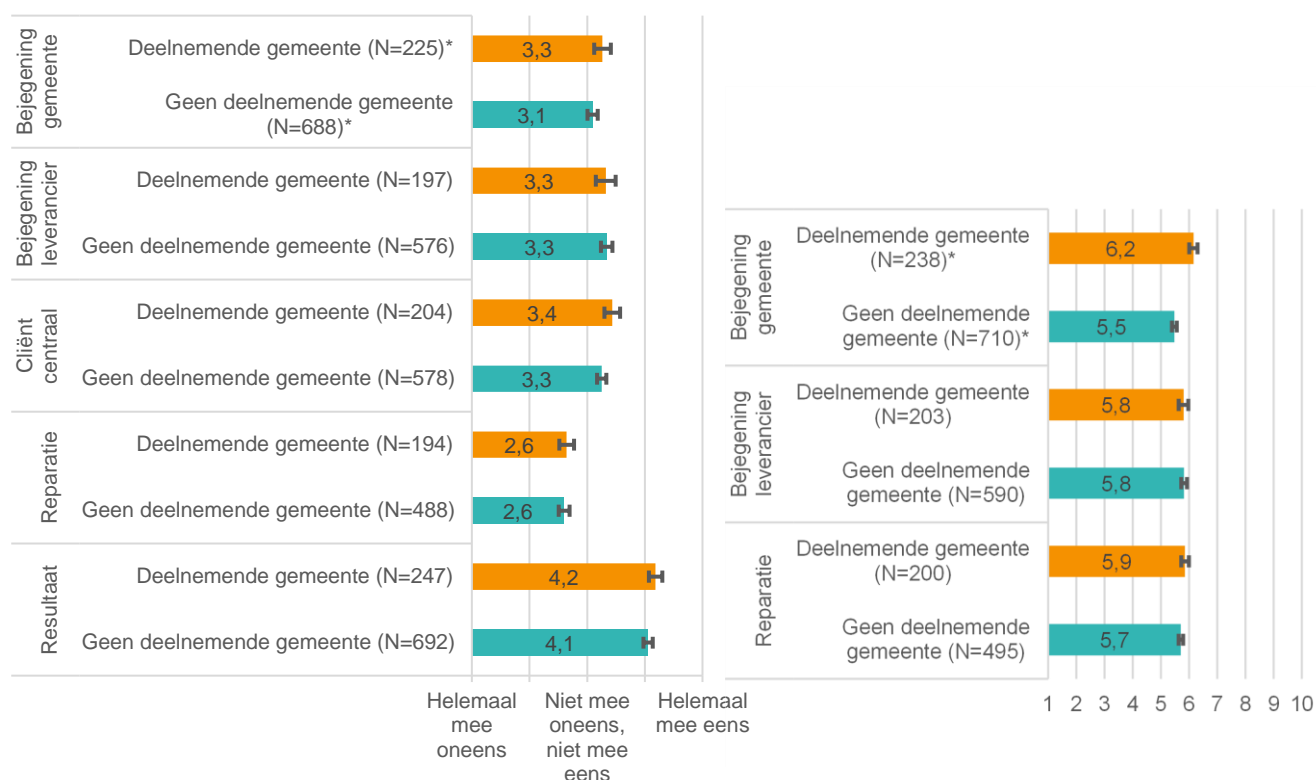 Bejegening
gemeente
Deelnemende gemeente (N=225)*
3,3
Geen deelnemende gemeente
(N=688)*
3,1
Bejegening
leverancier
Deelnemende gemeente (N=197)
3,3
Geen deelnemende gemeente (N=576)
3,3
Cliënt
centraal
Deelnemende gemeente (N=204)
3,4
Geen deelnemende gemeente (N=578)
3,3
Reparatie
Deelnemende gemeente (N=194)
2,6
Geen deelnemende gemeente (N=488)
2,6
Resultaat
Deelnemende gemeente (N=247)
4,2
Geen deelnemende gemeente (N=692)
4,1
Helemaal
mee
oneens
Niet mee
oneens,
niet mee
eens
Helemaal
mee eens
Bejegening
gemeente
Deelnemende gemeente
(N=238)*
6,2
Geen deelnemende
gemeente (N=710)*
5,5
Bejegening
leverancier
Deelnemende gemeente
(N=203)
5,8
Geen deelnemende
gemeente (N=590)
5,8
Reparatie
Deelnemende gemeente
(N=200)
5,9
Geen deelnemende
gemeente (N=495)
5,7
1 2 3 4 5 6 7 8 9 10